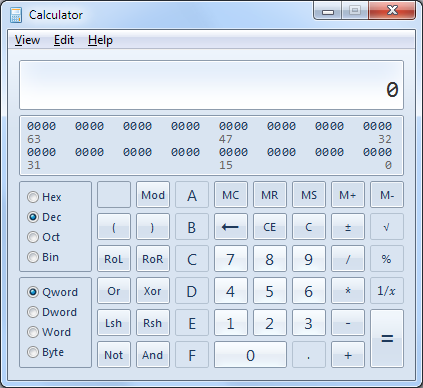 Calculator
View Edit Help
0
0000 0000 0000 0000 0000 0000 0000 0000
63 47 32
0000 0000 0000 0000 0000 0000 0000 0000
31 15 0
Hex Mod A MC MR MS M+ M-
Dec ( ) B ← CE C ± √
Oct
Bin RoL RoR C 7 8 9 / %
Qword Or Xor D 4 5 6 * 1/x
Dword
Word Lsh Rsh E 1 2 3 - =
Byte Not And F 0 . +